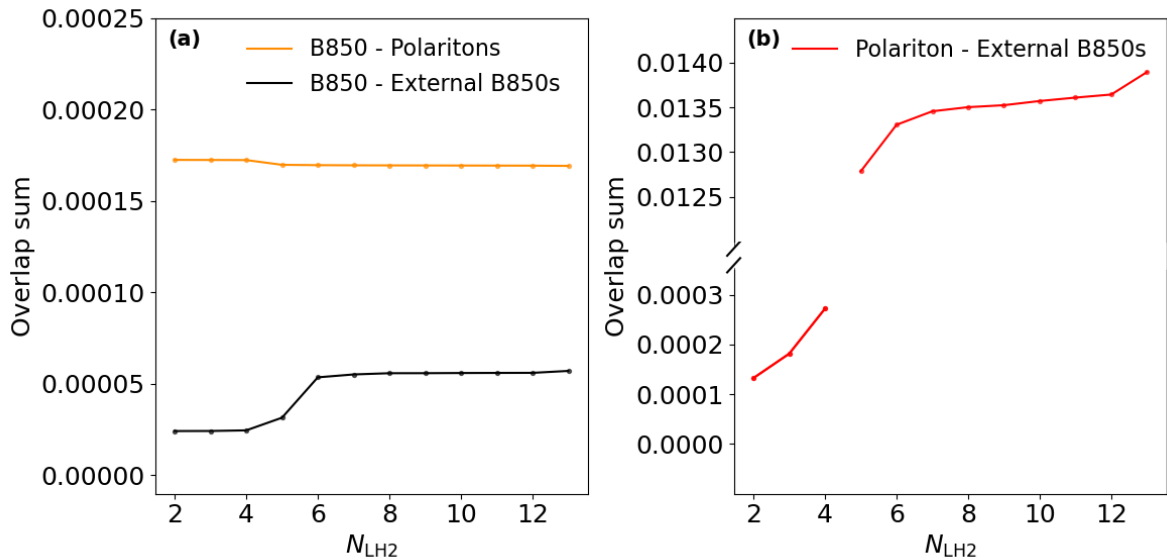 (a)
B850 - Polaritons
B850 - External B850s
0.00025
0.00020
0.00015
0.00010
0.00005
0.00000
Overlap sum
2 4 6 8 10 12
N_LH2
(b)
Polariton - External B850s
0.0140
0.0135
0.0130
0.0125
0.0003
0.0002
0.0001
0.0000
Overlap sum
2 4 6 8 10 12
N_LH2